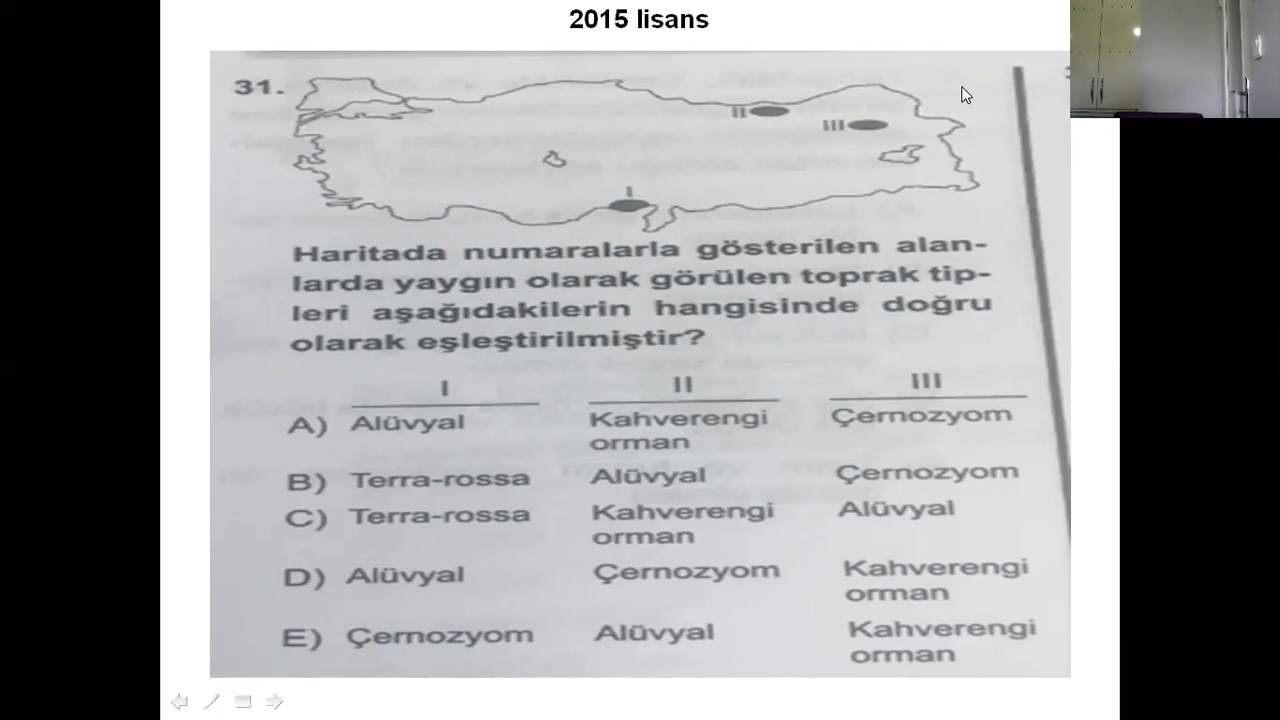 2015 lisans
31.
II
III
I
Haritada numaralarla gösterilen alan-
larda yaygın olarak görülen toprak tip-
leri aşağıdakilerin hangisinde doğru
olarak eşleştirilmiştir?
I II III
A) Alüvyal Kahverengi Çernozyom
orman
B) Terra-rossa Alüvyal Çernozyom
C) Terra-rossa Kahverengi Alüvyal
orman
D) Alüvyal Çernozyom Kahverengi
orman
E) Çernozyom Alüvyal Kahverengi
orman